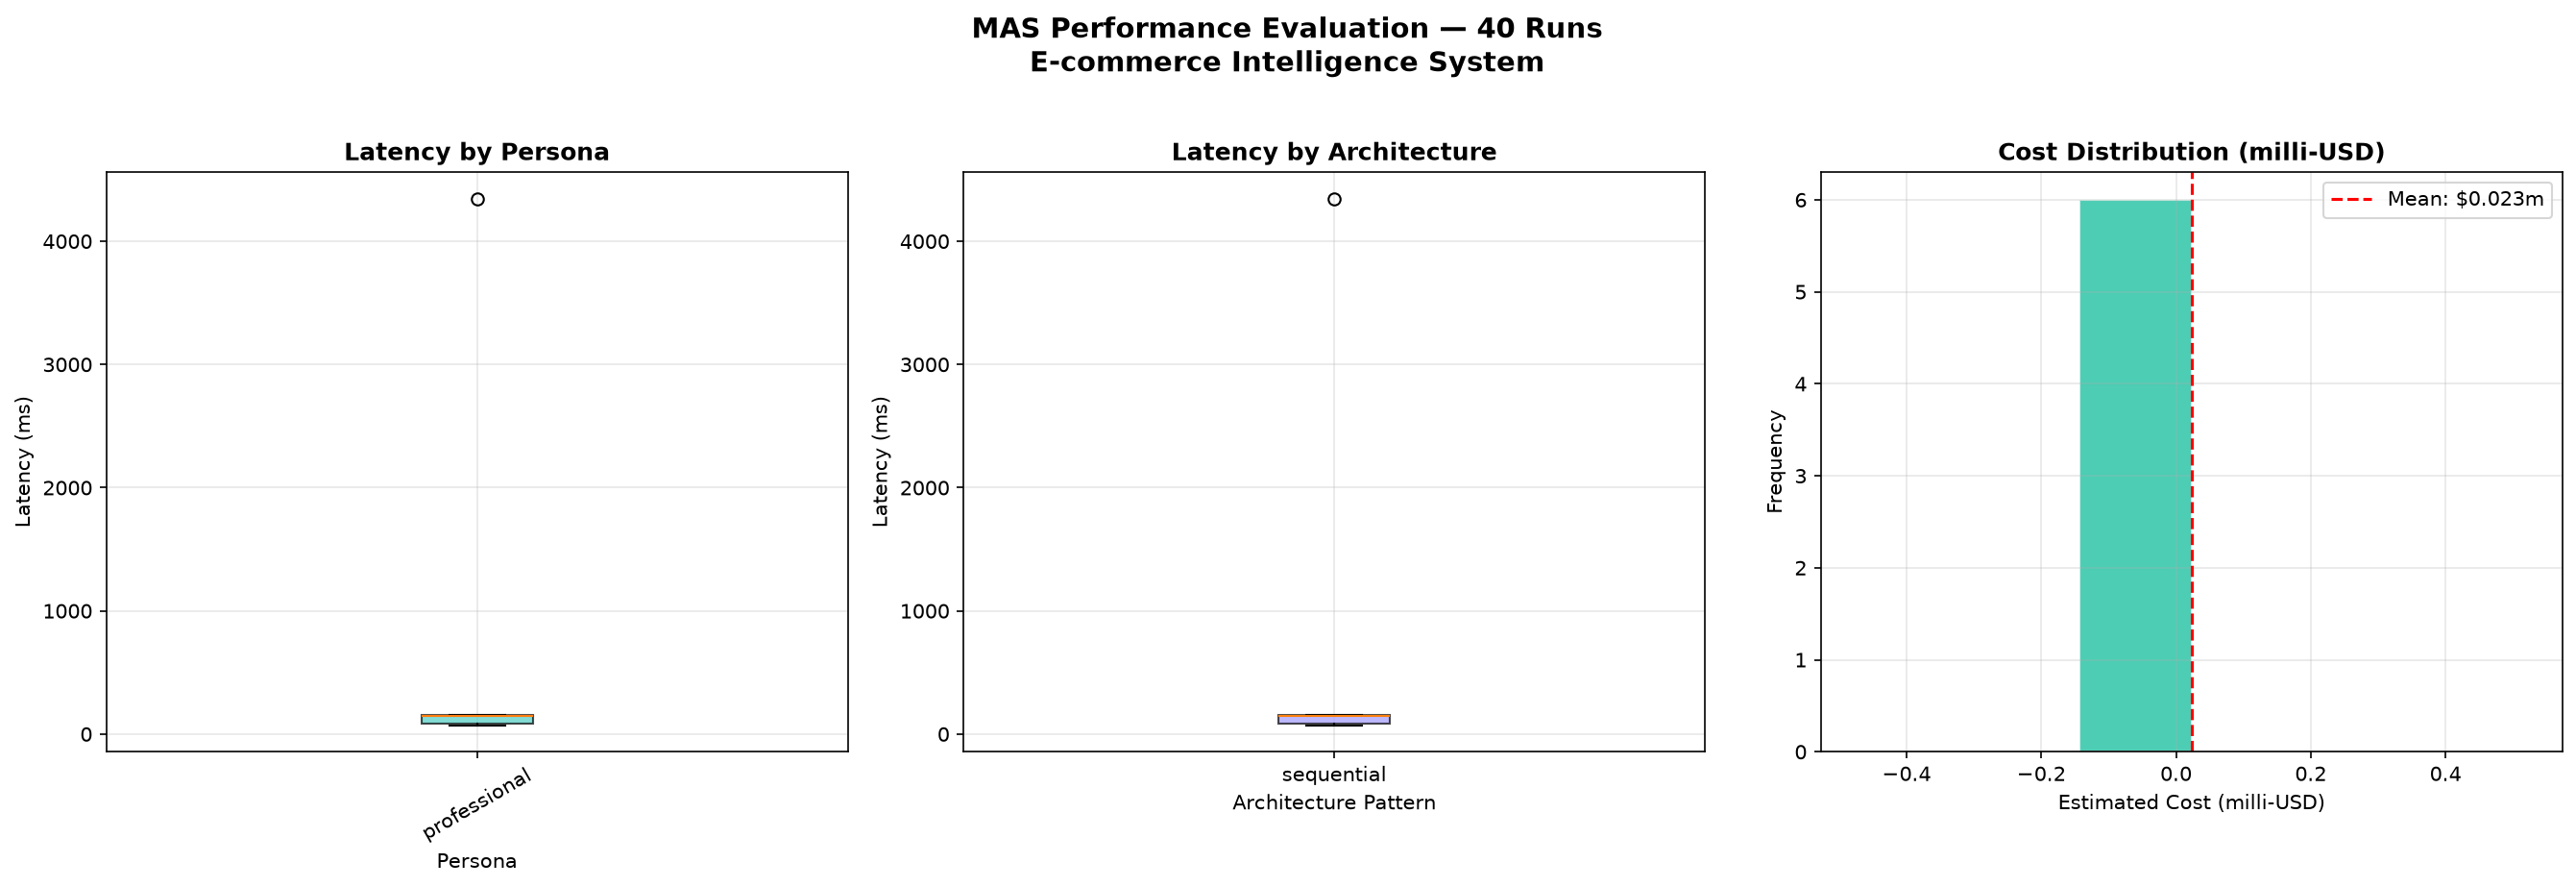 MAS Performance Evaluation — 40 Runs
E-commerce Intelligence System
Latency by Persona
Latency (ms)
4000
3000
2000
1000
0
professional
Persona
Latency by Architecture
Latency (ms)
4000
3000
2000
1000
0
sequential
Architecture Pattern
Cost Distribution (milli-USD)
Mean: $0.023m
Frequency
6
5
4
3
2
1
0
−0.4 −0.2 0.0 0.2 0.4
Estimated Cost (milli-USD)